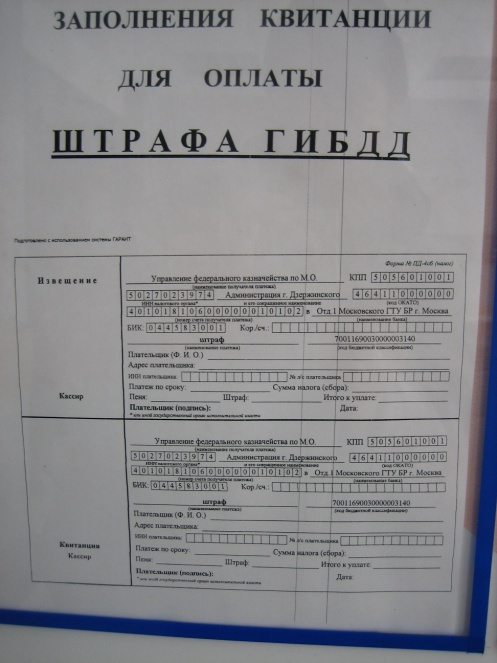 ЗАПОЛНЕНИЯ КВИТАНЦИИ
ДЛЯ ОПЛАТЫ
ШТРАФА ГИБДД
Подготовлено с использованием системы ГАРАНТ
Форма № ПД-4сб (налог)
Извещение
Управление федерального казначейства по М.О. КПП 505601001
(наименование получателя платежа)
5027023974 Администрация г. Дзержинского 46411000000
ИНН налогового органа* и его сокращенное наименование (код ОКАТО)
40101810600000010102 в Отд.1 Московского ГТУ БР г. Москва
(номер счета получателя платежа) (наименование банка)
БИК: 044583001 Кор./сч.:
штраф 70011690030000003140
(наименование платежа) (код бюджетной классификации)
Плательщик (Ф. И. О.)
Адрес плательщика:
ИНН плательщика: № л/с плательщика:
Платеж по сроку: Сумма налога (сбора):
Кассир
Пеня: Штраф: Итого к уплате:
Плательщик (подпись): Дата:
* или иной государственный орган исполнительной власти
Управление федерального казначейства по М.О. КПП 505601001
(наименование получателя платежа)
5027023974 Администрация г. Дзержинского 46411000000
ИНН налогового органа* и его сокращенное наименование (код ОКАТО)
40101810600000010102 в Отд.1 Московского ГТУ БР г. Москва
(номер счета получателя платежа) (наименование банка)
БИК: 044583001 Кор./сч.:
штраф 70011690030000003140
(наименование платежа) (код бюджетной классификации)
Плательщик (Ф. И. О.)
Адрес плательщика:
ИНН плательщика: № л/с плательщика:
Квитанция
Платеж по сроку: Сумма налога (сбора):
Кассир
Пеня: Штраф: Итого к уплате:
Плательщик (подпись): Дата:
* или иной государственный орган исполнительной власти